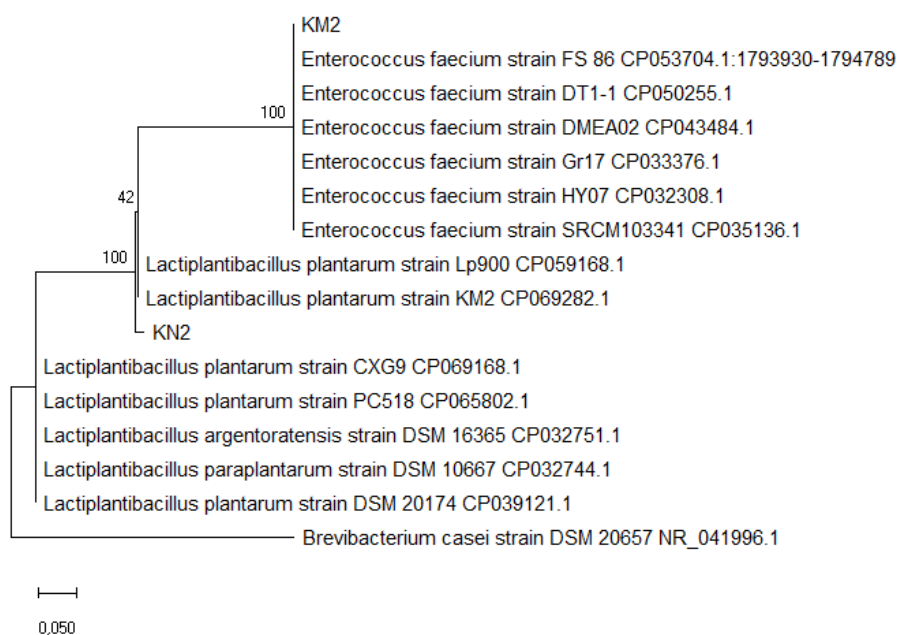 KM2
Enterococcus faecium strain FS 86 CP053704.1:1793930-1794789
Enterococcus faecium strain DT1-1 CP050255.1
100
Enterococcus faecium strain DMEA02 CP043484.1
Enterococcus faecium strain Gr17 CP033376.1
Enterococcus faecium strain HY07 CP032308.1
42
Enterococcus faecium strain SRCM103341 CP035136.1
100
Lactiplantibacillus plantarum strain Lp900 CP059168.1
Lactiplantibacillus plantarum strain KM2 CP069282.1
KN2
Lactiplantibacillus plantarum strain CXG9 CP069168.1
Lactiplantibacillus plantarum strain PC518 CP065802.1
Lactiplantibacillus argentoratensis strain DSM 16365 CP032751.1
Lactiplantibacillus paraplantarum strain DSM 10667 CP032744.1
Lactiplantibacillus plantarum strain DSM 20174 CP039121.1
Brevibacterium casei strain DSM 20657 NR_041996.1
0,050